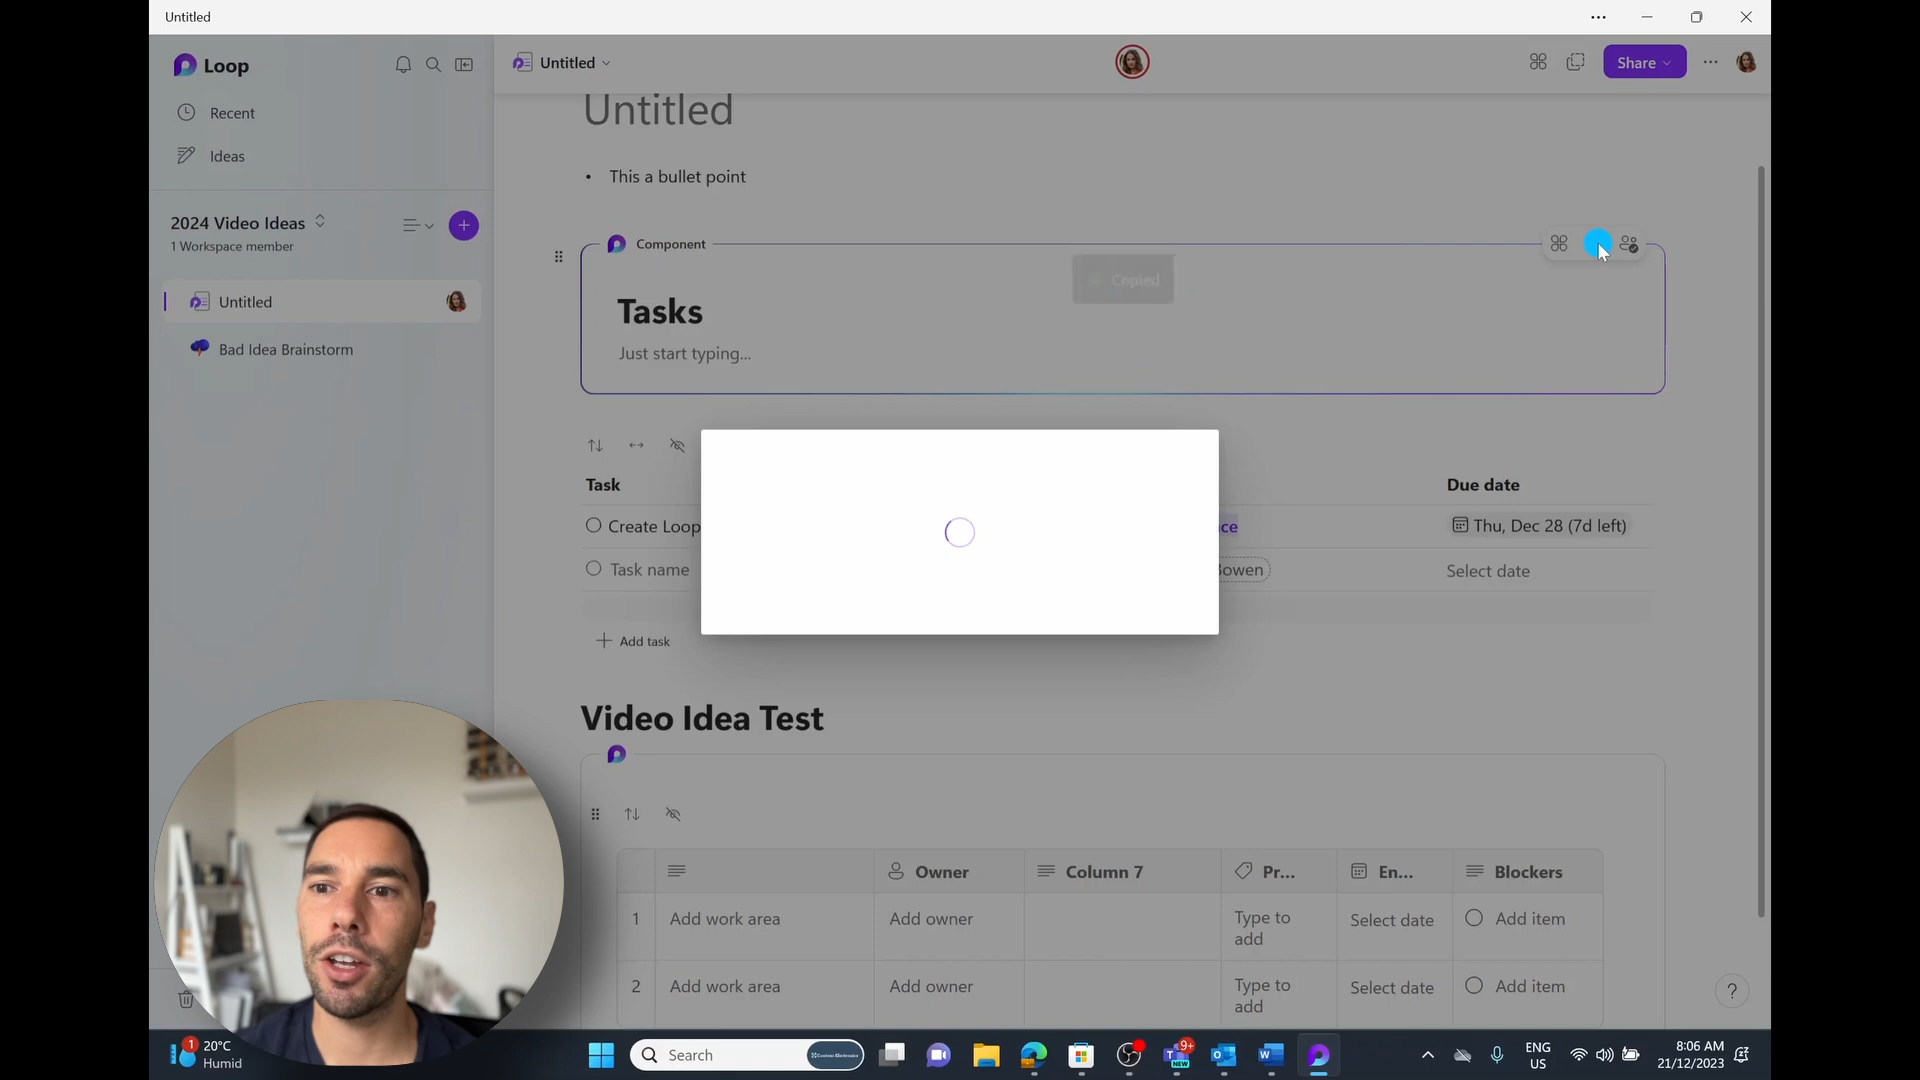 Untitled
Loop
Untitled
Share
Recent
Ideas
2024 Video Ideas
1 Workspace member
Untitled
Bad Idea Brainstorm
Untitled
• This a bullet point
Component
Copied
Tasks
Just start typing...
Task
Due date
Create Loop
ce
Thu, Dec 28 (7d left)
Task name
Bowen
Select date
Add task
Video Idea Test
Owner
Column 7
Pr...
En...
Blockers
1
Add work area
Add owner
Type to add
Select date
Add item
2
Add work area
Add owner
Type to add
Select date
Add item
?
1
20°C
Humid
Search
NEW
9+
ENG
US
8:06 AM
21/12/2023